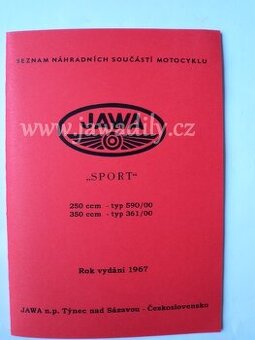 SEZNAM NÁHRADNÍCH SOUČÁSTÍ MOTOCYKLU
JAWA
www.jawadily.cz
„SPORT"
250 ccm - typ 590/00
350 ccm - typ 361/00
Rok vydání 1967
JAWA n.p. Týnec nad Sázavou - Československo